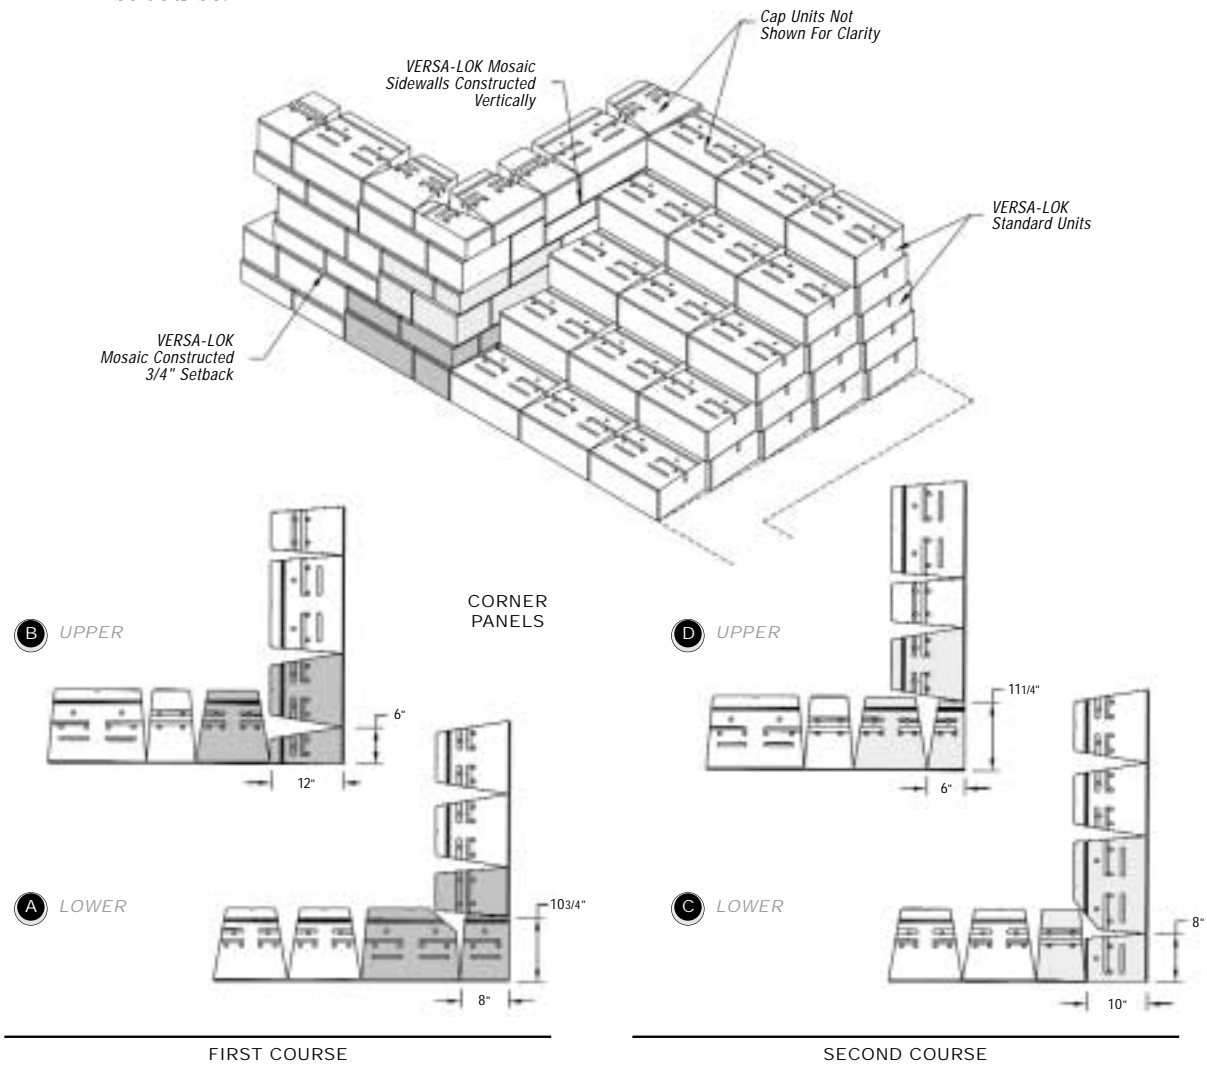 Cap Units Not
Shown For Clarity
VERSA-LOK Mosaic
Sidewalls Constructed
Vertically
VERSA-LOK
Standard Units
VERSA-LOK
Mosaic Constructed
3/4" Setback
CORNER
PANELS
B UPPER
6"
12"
D UPPER
11 1/4"
6"
A LOWER
10 3/4"
8"
C LOWER
8"
10"
FIRST COURSE
SECOND COURSE